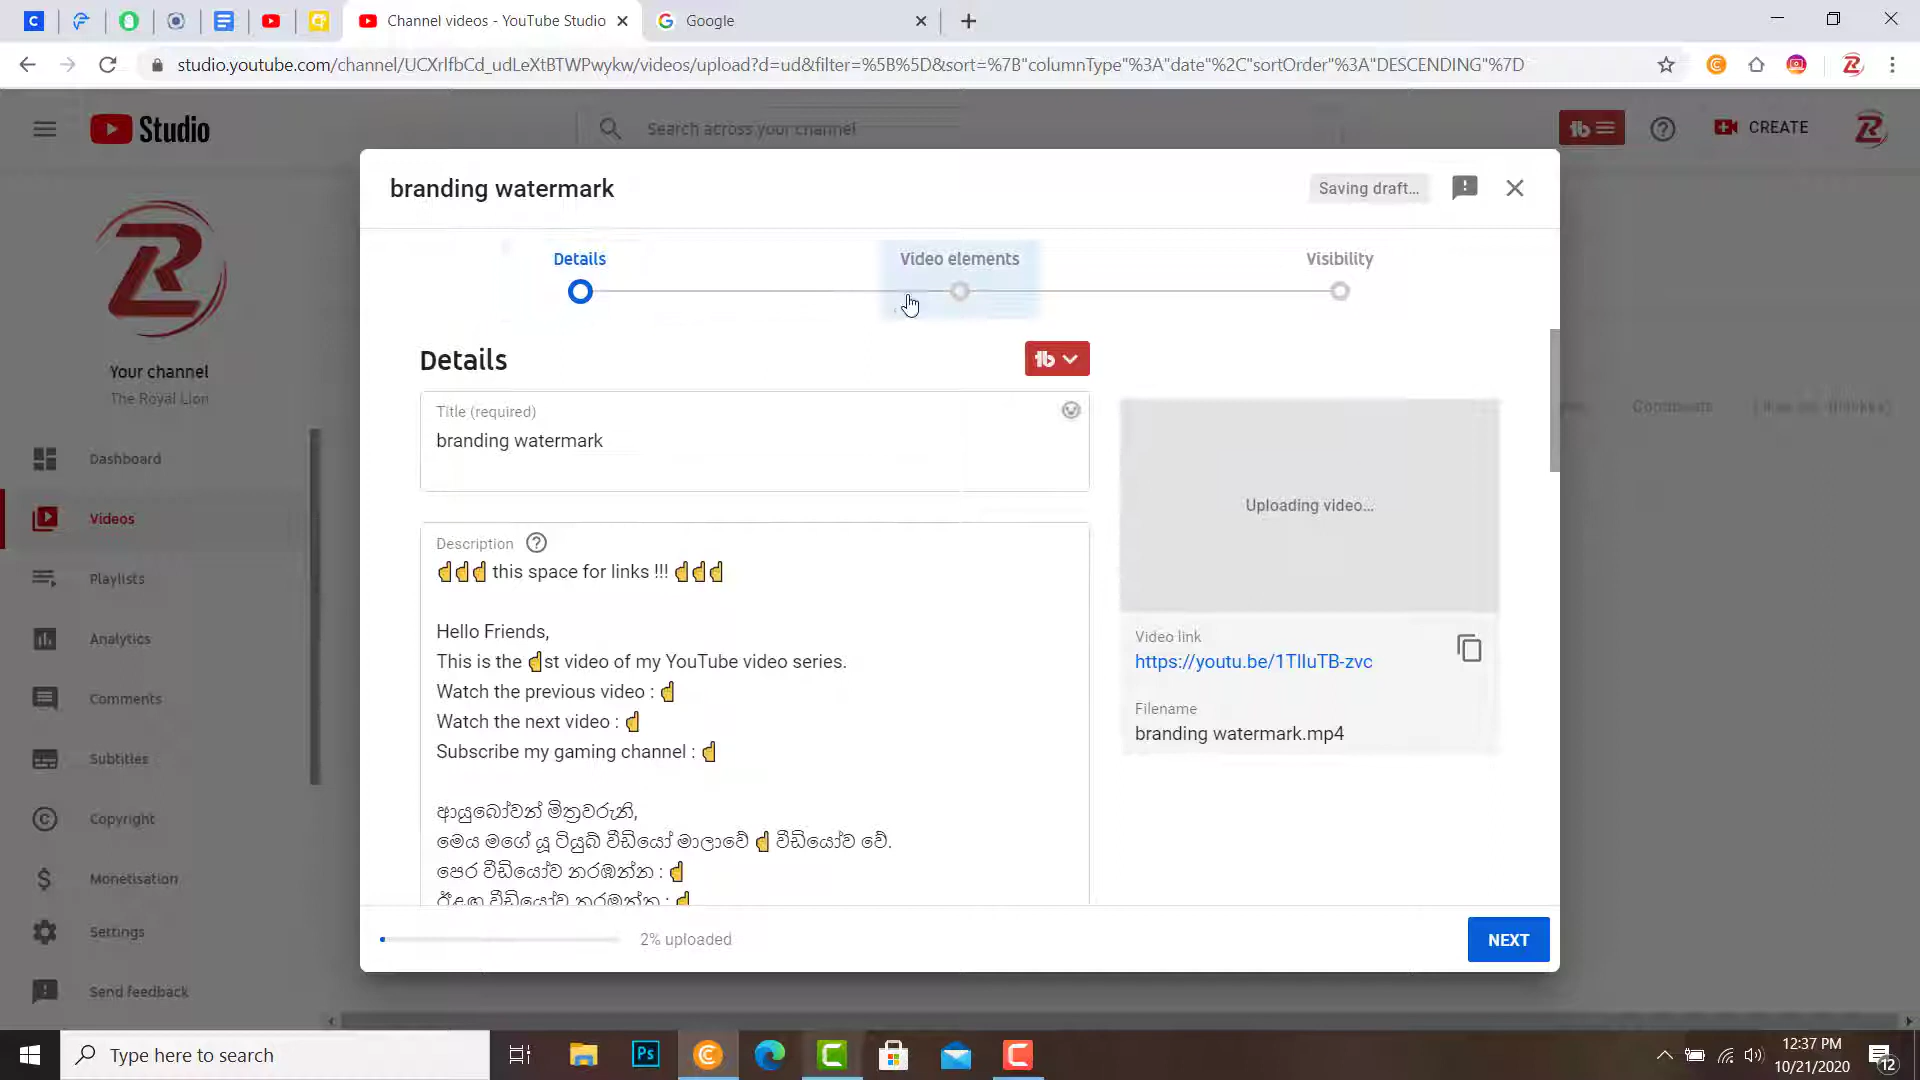 Channel videos - YouTube Studio
Google
studio.youtube.com/channel/UCXrIfbCd_udLeXtBTWPwykw/videos/upload?d=ud&filter=%5B%5D&sort=%7B"columnType"%3A"date"%2C"sortOrder"%3A"DESCENDING"%7D
Studio
Search across your channel
CREATE
branding watermark
Saving draft...
Details
Video elements
Visibility
Your channel
The Royal Lion
Dashboard
Videos
Playlists
Analytics
Comments
Subtitles
Copyright
Monetisation
Settings
Send feedback
Details
Title (required)
branding watermark
Description
☝☝☝ this space for links !!! ☝☝☝
Hello Friends,
This is the ☝st video of my YouTube video series.
Watch the previous video : ☝
Watch the next video : ☝
Subscribe my gaming channel : ☝
ආයුබෝවන් මිත්‍රවරුනි,
මෙය මගේ යූ ටියුබ් වීඩියෝ මාලාවේ ☝ වීඩියෝව වේ.
පෙර වීඩියෝව නරඹන්න : ☝
ඊළඟ වීඩියෝව නරඹන්න : ☝
Uploading video...
Video link
https://youtu.be/1TlIuTB-zvc
Filename
branding watermark.mp4
Comments
2% uploaded
NEXT
Type here to search
12:37 PM
10/21/2020
12